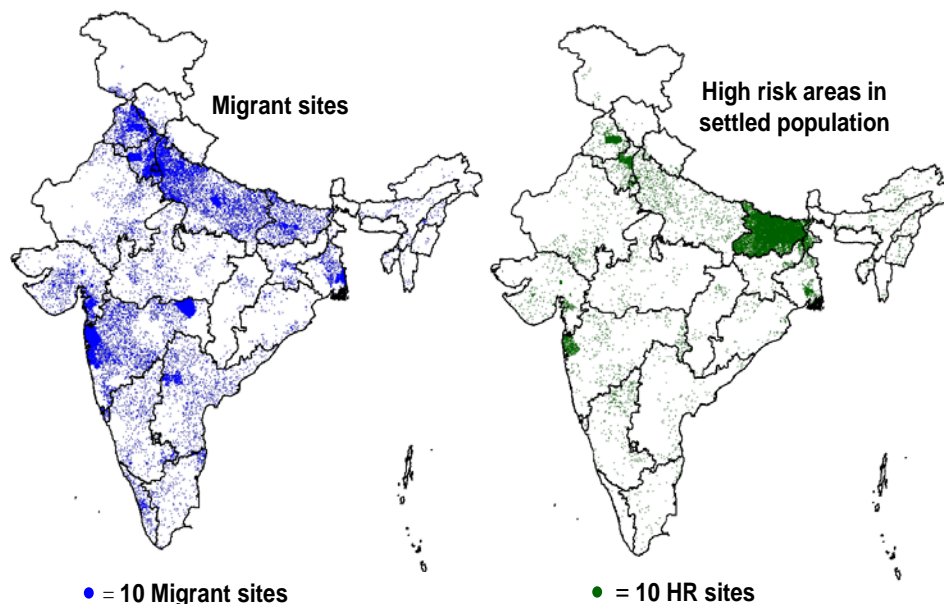 Migrant sites
High risk areas in
settled population
= 10 Migrant sites
= 10 HR sites